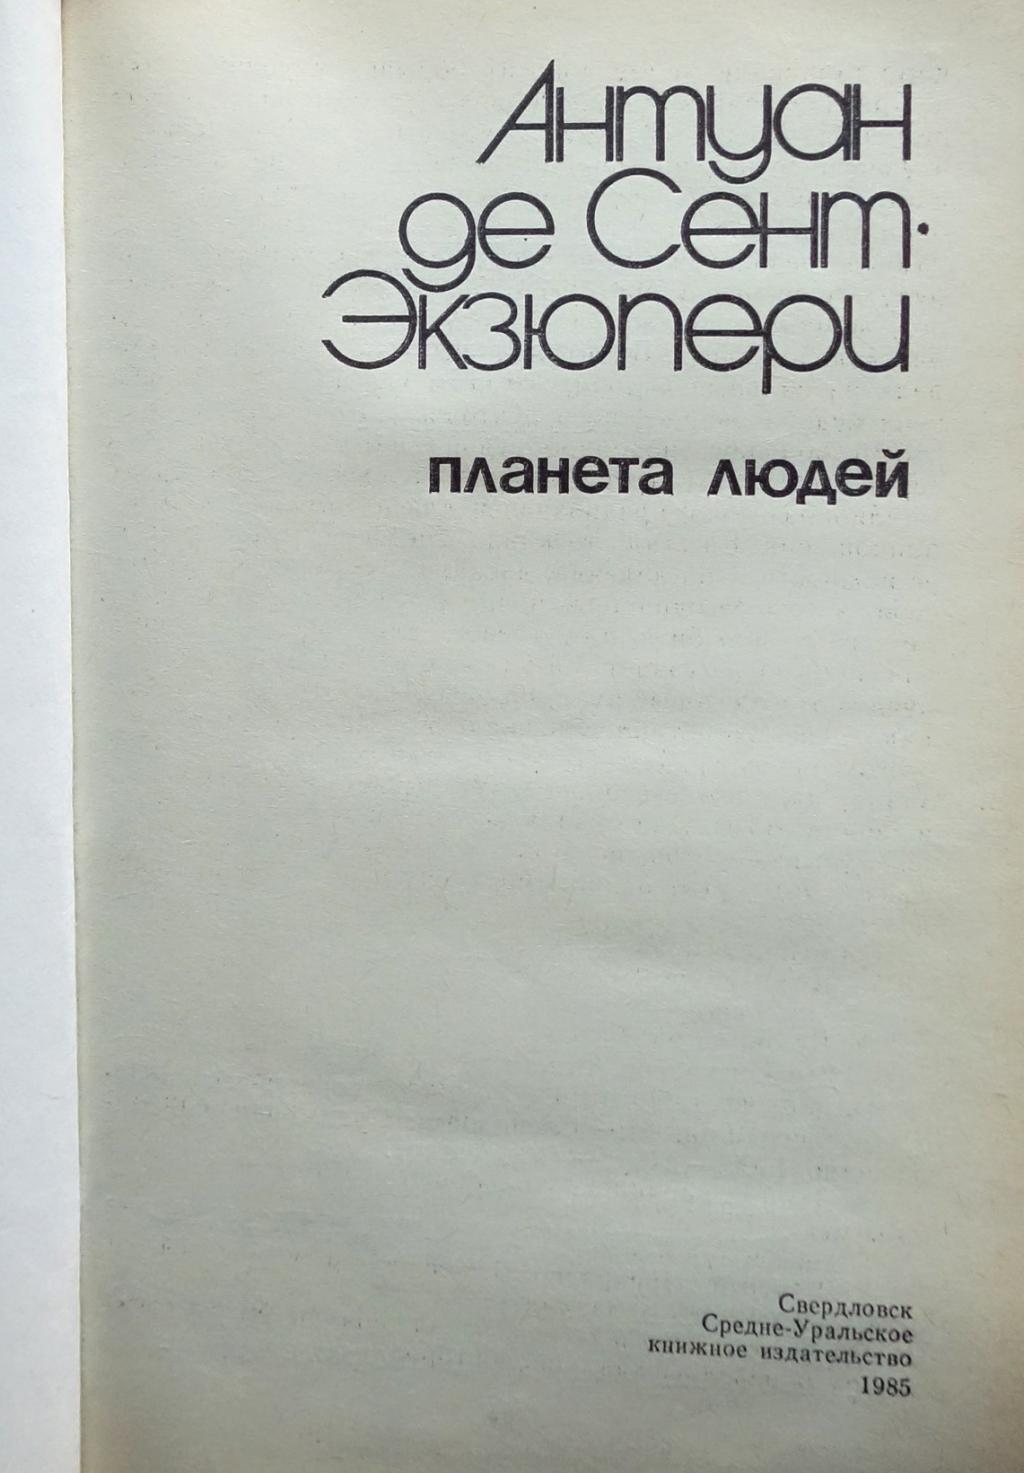 Антуан
де Сент-
Экзюпери
планета людей
Свердловск
Средне-Уральское
книжное издательство
1985